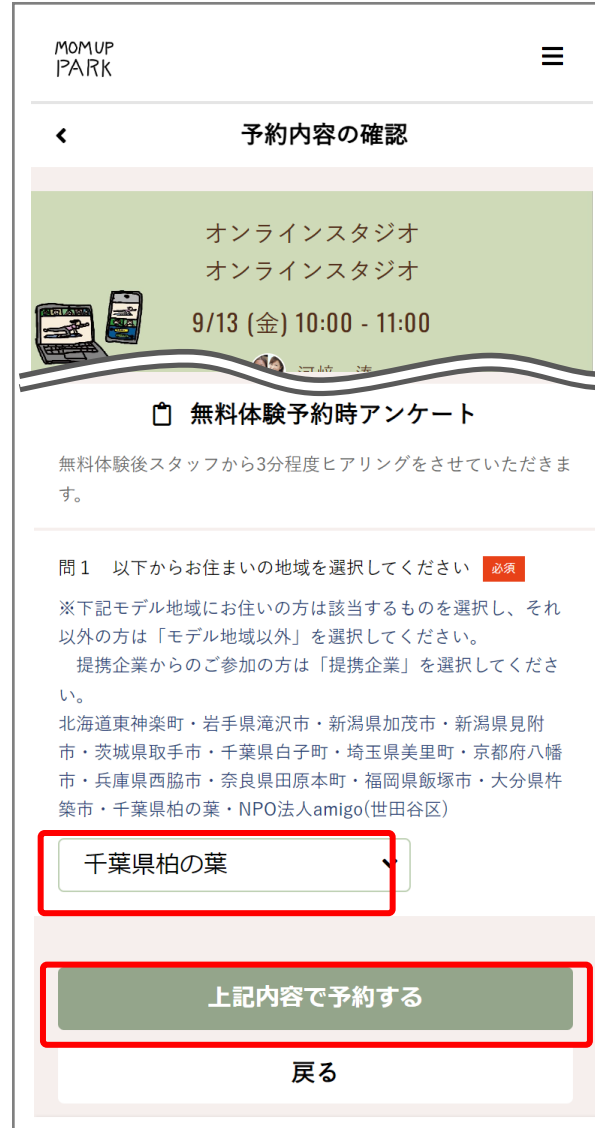 MOM UP
PARK
予約内容の確認
オンラインスタジオ
オンラインスタジオ
9/13 (金) 10:00 - 11:00
無料体験予約時アンケート
無料体験後スタッフから3分程度ヒアリングをさせていただきま
す。
問１　以下からお住まいの地域を選択してください 必須
※下記モデル地域にお住いの方は該当するものを選択し、それ
以外の方は「モデル地域以外」を選択してください。
　提携企業からのご参加の方は「提携企業」を選択してくださ
い。
北海道東神楽町・岩手県滝沢市・新潟県加茂市・新潟県見附
市・茨城県取手市・千葉県白子町・埼玉県美里町・京都府八幡
市・兵庫県西脇市・奈良県田原本町・福岡県飯塚市・大分県杵
築市・千葉県柏の葉・NPO法人amigo(世田谷区)
千葉県柏の葉
上記内容で予約する
戻る